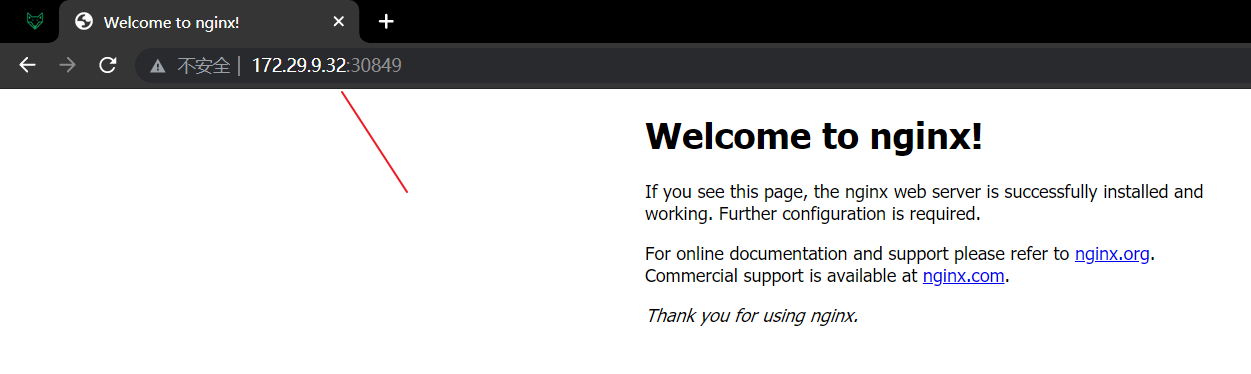 Welcome to nginx!
不安全 | 172.29.9.32:30849
Welcome to nginx!
If you see this page, the nginx web server is successfully installed and
working. Further configuration is required.
For online documentation and support please refer to nginx.org.
Commercial support is available at nginx.com.
Thank you for using nginx.